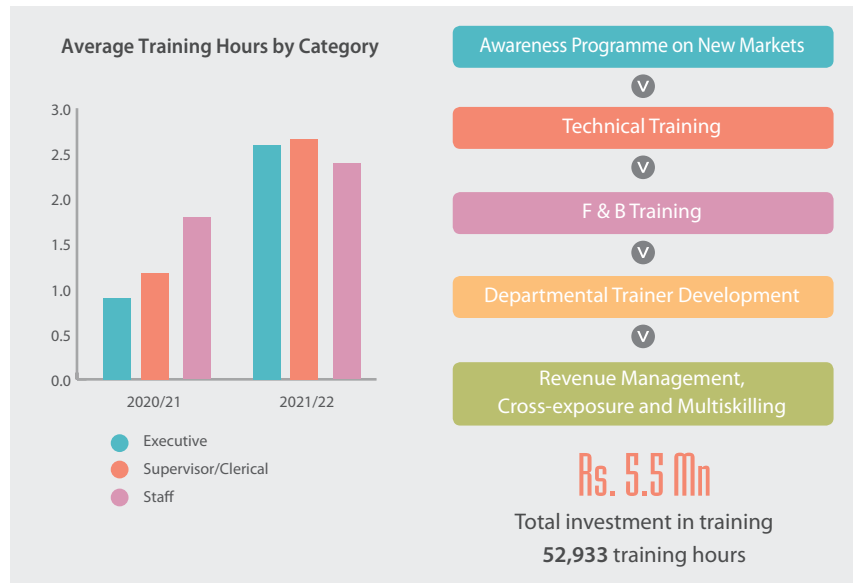 Average Training Hours by Category
3.0
2.5
2.0
1.5
1.0
0.5
0.0
2020/21
2021/22
Executive
Supervisor/Clerical
Staff
Awareness Programme on New Markets
V
Technical Training
V
F & B Training
V
Departmental Trainer Development
V
Revenue Management,
Cross-exposure and Multiskilling
Rs. 5.5 Mn
Total investment in training
52,933 training hours